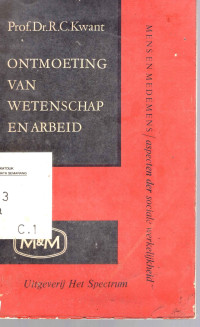 Prof.Dr.R.C.Kwant
ONTMOETING
VAN
WETENSCHAP
EN ARBEID
MENS EN MEDEMENS / aspecten der sociale werkelijkheid
3
C.1
M&M
Uitgeverij Het Spectrum